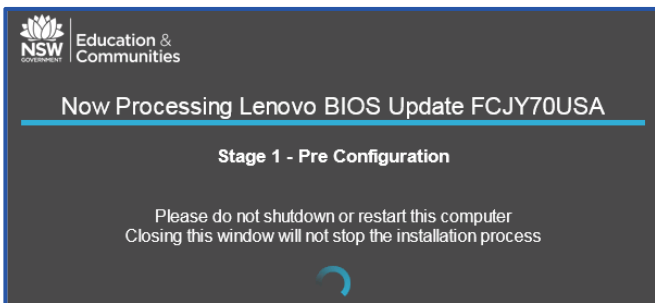 NSW
GOVERNMENT
Education &
Communities
Now Processing Lenovo BIOS Update FCJY70USA
Stage 1 - Pre Configuration
Please do not shutdown or restart this computer
Closing this window will not stop the installation process